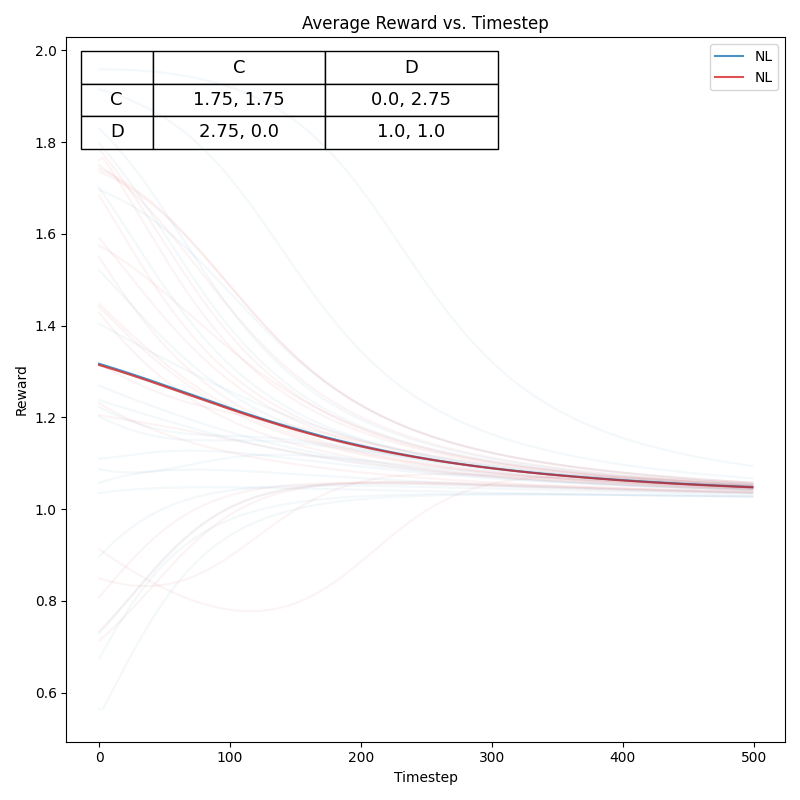 Average Reward vs. Timestep
C D
C 1.75, 1.75 0.0, 2.75
D 2.75, 0.0 1.0, 1.0
NL
NL
2.0
1.8
1.6
1.4
1.2
1.0
0.8
0.6
Reward
0 100 200 300 400 500
Timestep